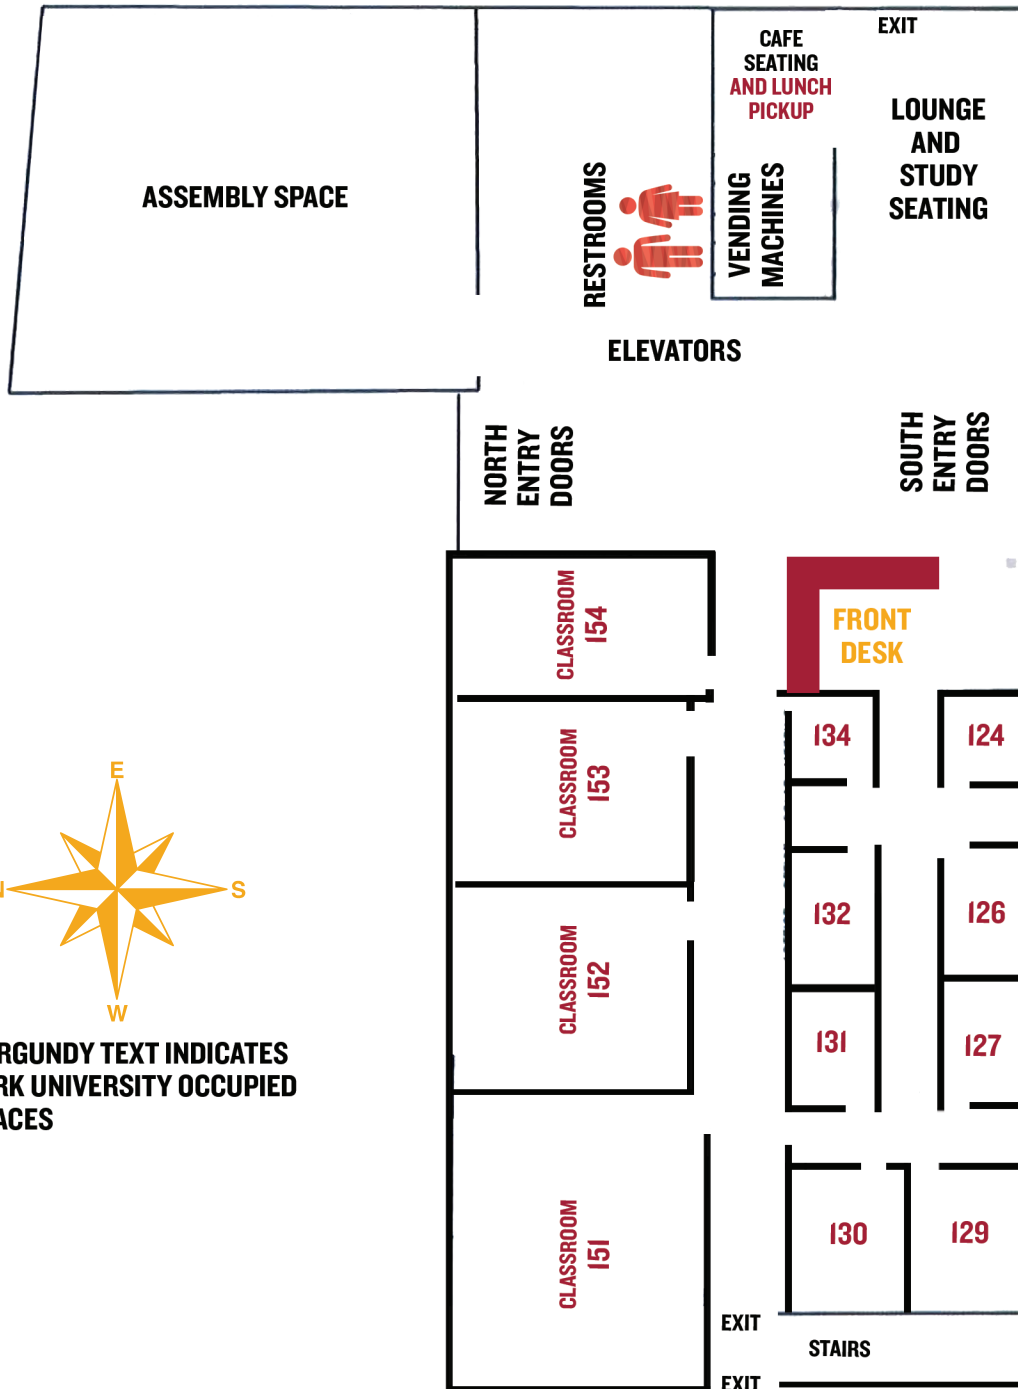 EXIT
CAFE
SEATING
AND LUNCH
PICKUP
LOUNGE
AND
STUDY
SEATING
ASSEMBLY SPACE
RESTROOMS
VENDING
MACHINES
ELEVATORS
NORTH
ENTRY
DOORS
SOUTH
ENTRY
DOORS
CLASSROOM
154
FRONT
DESK
134
124
CLASSROOM
153
E
N
S
W
132
126
CLASSROOM
152
131
127
RGUNDY TEXT INDICATES
RK UNIVERSITY OCCUPIED
ACES
CLASSROOM
151
130
129
EXIT
STAIRS
EXIT